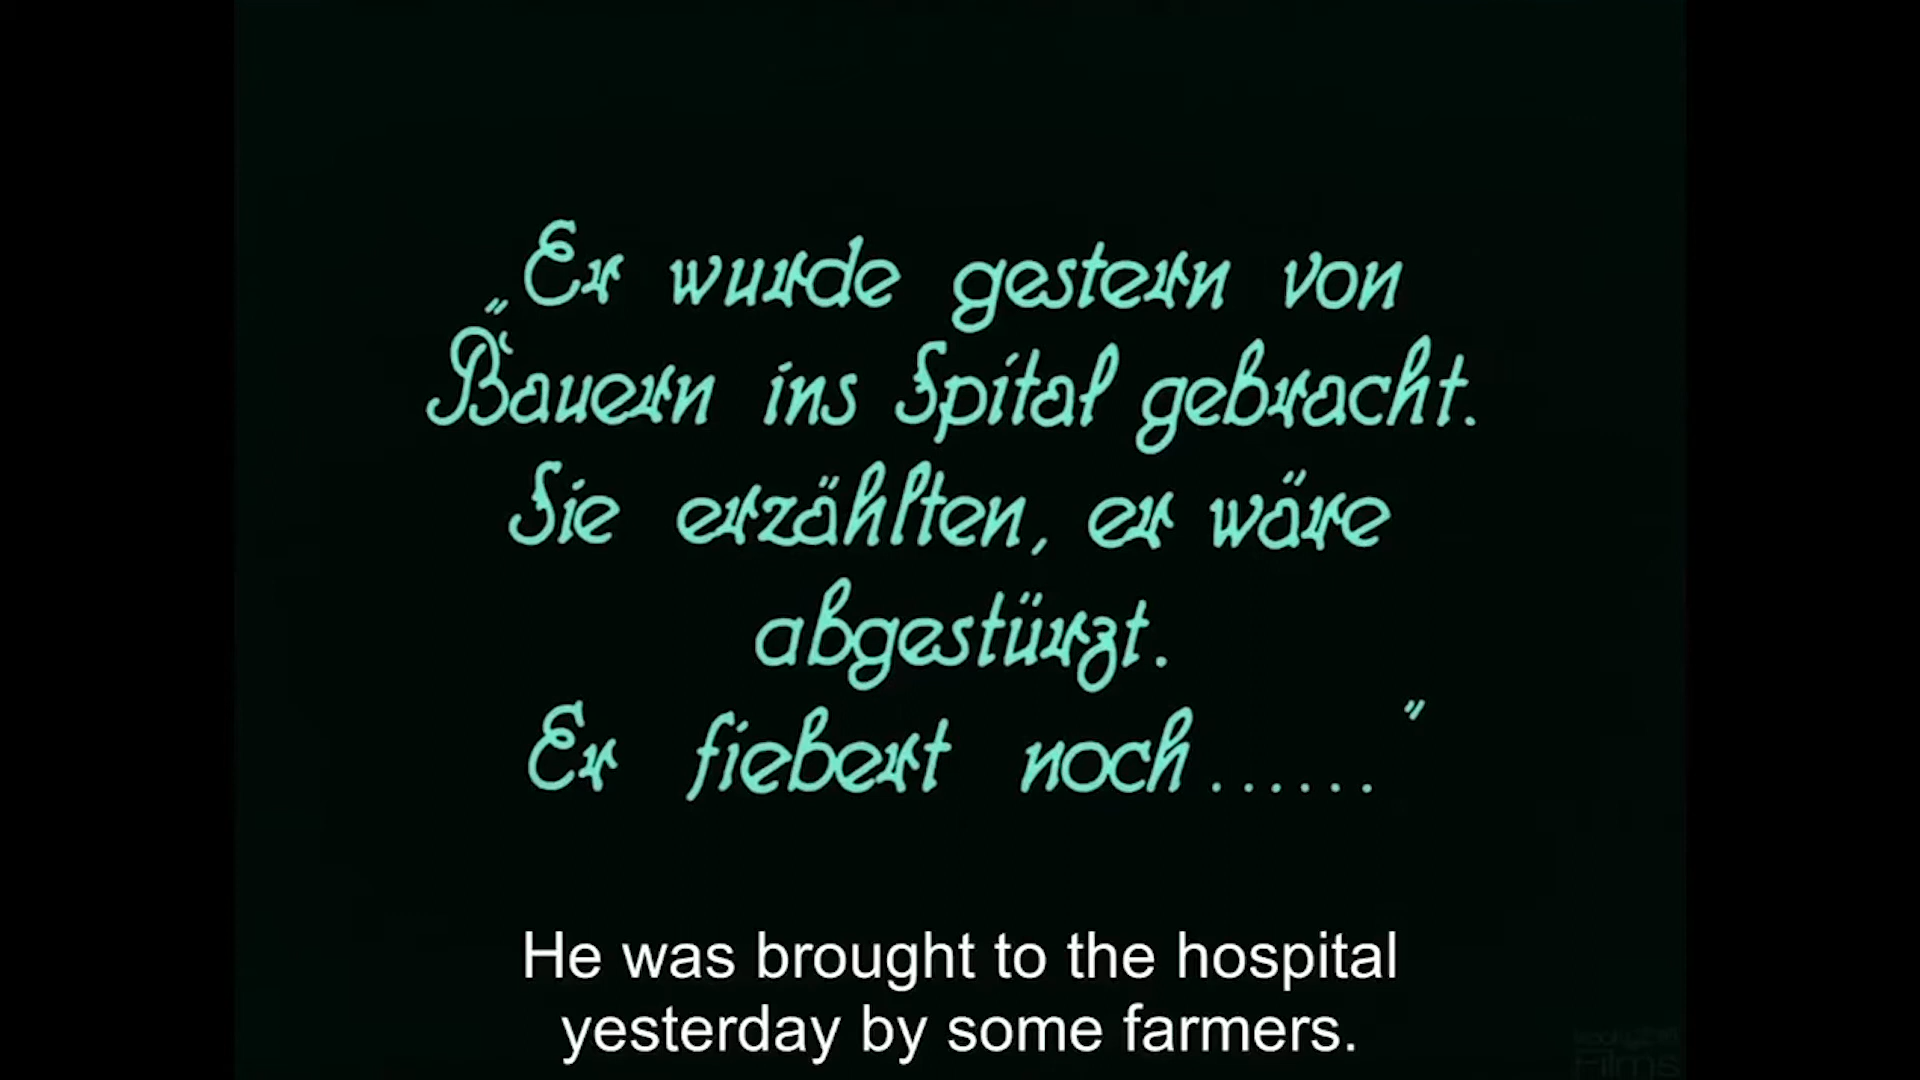 „Er wurde gestern von
Bauern ins Spital gebracht.
Sie erzählten, er wäre
abgestürzt.
Er fiebert noch......"
He was brought to the hospital
yesterday by some farmers.
Films